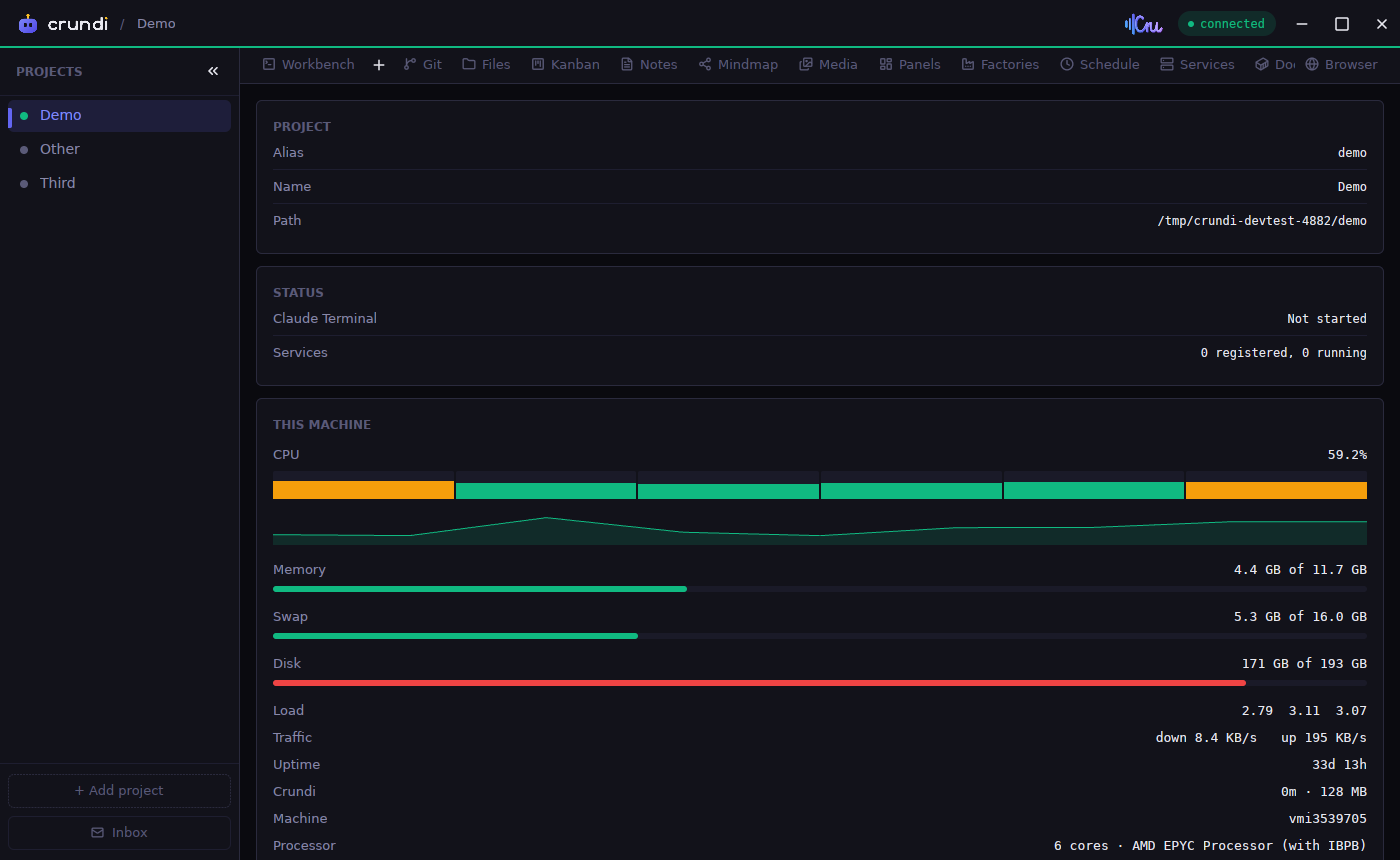 crundi / Demo
Cru
connected
PROJECTS
Workbench Git Files Kanban Notes Mindmap Media Panels Factories Schedule Services Browser
Demo
Other
Third
PROJECT
Alias demo
Name Demo
Path /tmp/crundi-devtest-4882/demo
STATUS
Claude Terminal Not started
Services 0 registered, 0 running
THIS MACHINE
CPU 59.2%
Memory 4.4 GB of 11.7 GB
Swap 5.3 GB of 16.0 GB
Disk 171 GB of 193 GB
Load 2.79 3.11 3.07
Traffic down 8.4 KB/s up 195 KB/s
Uptime 33d 13h
Crundi 0m · 128 MB
Machine vmi3539705
Processor 6 cores · AMD EPYC Processor (with IBPB)
+ Add project
Inbox